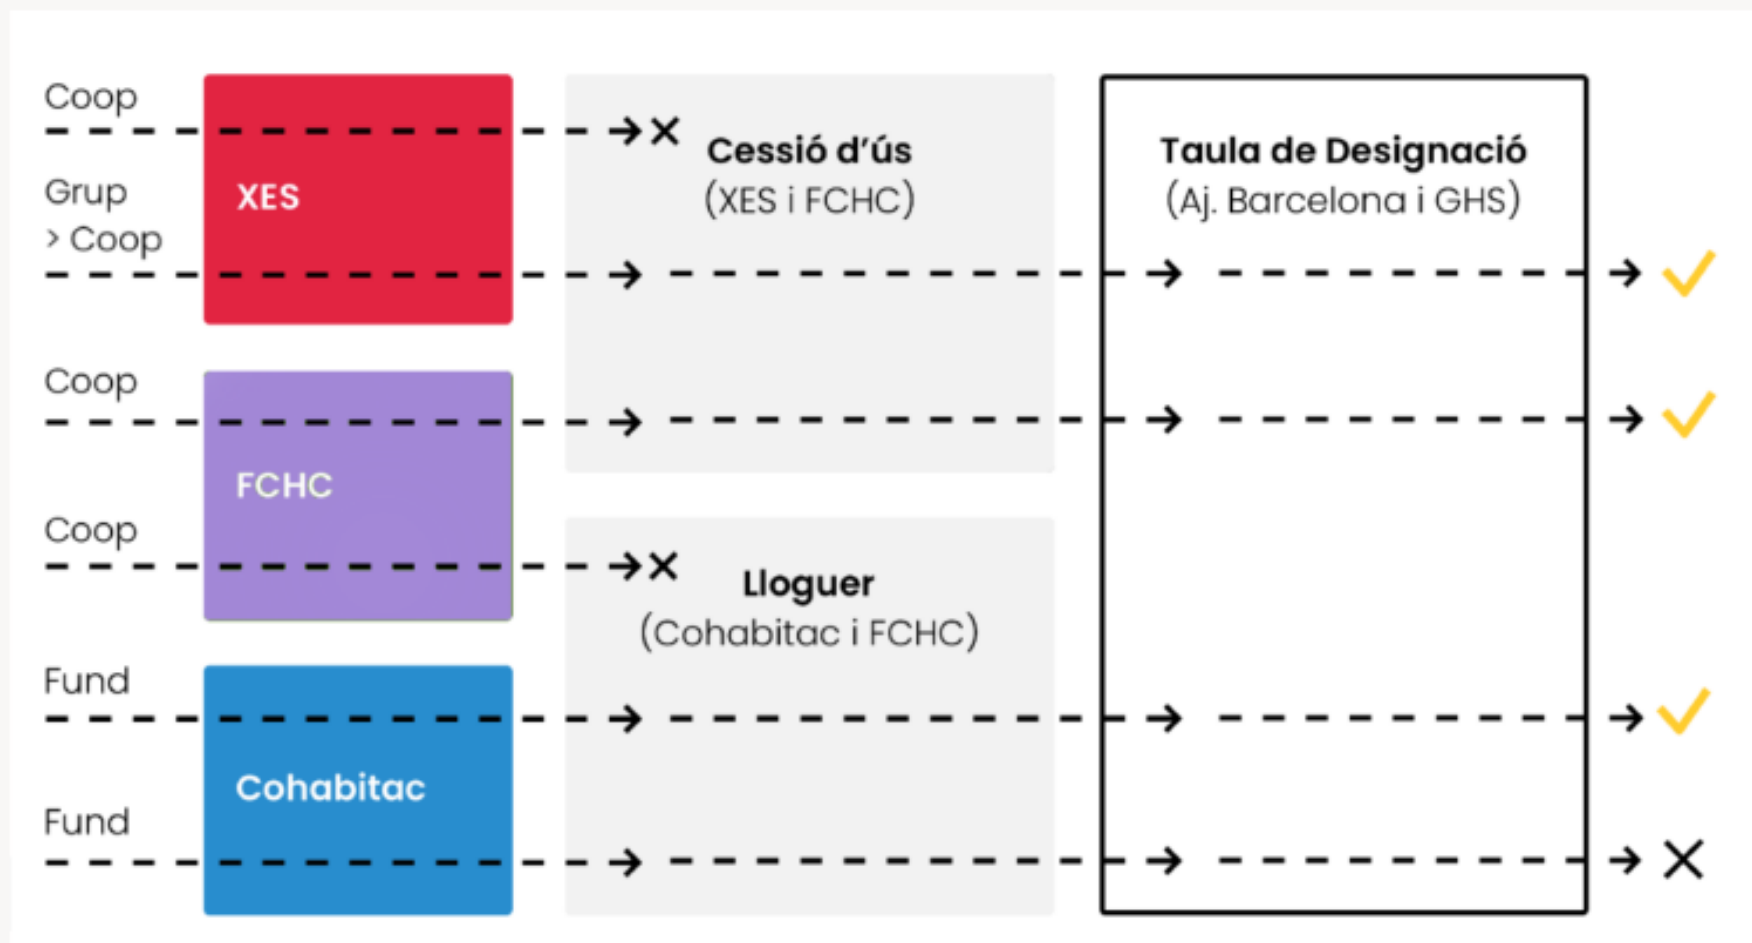 Coop
Grup
> Coop
XES
Cessió d’ús
(XES i FCHC)
Taula de Designació
(Aj. Barcelona i GHS)
Coop
FCHC
Coop
Lloguer
(Cohabitac i FCHC)
Fund
Cohabitac
Fund